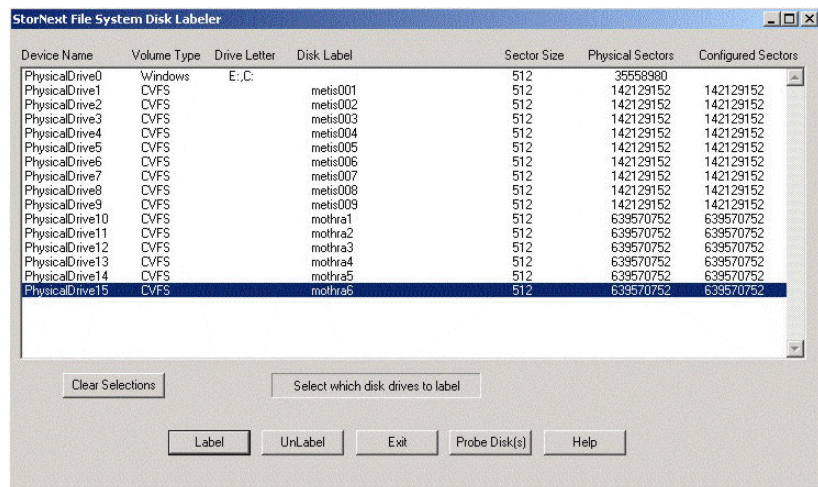 StorNext File System Disk Labeler
Device Name Volume Type Drive Letter Disk Label Sector Size Physical Sectors Configured Sectors
PhysicalDrive0 Windows E:,C: 512 35558980
PhysicalDrive1 CVFS metis001 512 142129152 142129152
PhysicalDrive2 CVFS metis002 512 142129152 142129152
PhysicalDrive3 CVFS metis003 512 142129152 142129152
PhysicalDrive4 CVFS metis004 512 142129152 142129152
PhysicalDrive5 CVFS metis005 512 142129152 142129152
PhysicalDrive6 CVFS metis006 512 142129152 142129152
PhysicalDrive7 CVFS metis007 512 142129152 142129152
PhysicalDrive8 CVFS metis008 512 142129152 142129152
PhysicalDrive9 CVFS metis009 512 142129152 142129152
PhysicalDrive10 CVFS mothra1 512 639570752 639570752
PhysicalDrive11 CVFS mothra2 512 639570752 639570752
PhysicalDrive12 CVFS mothra3 512 639570752 639570752
PhysicalDrive13 CVFS mothra4 512 639570752 639570752
PhysicalDrive14 CVFS mothra5 512 639570752 639570752
PhysicalDrive15 CVFS mothra6 512 639570752 639570752
Clear Selections Select which disk drives to label
Label UnLabel Exit Probe Disk(s) Help